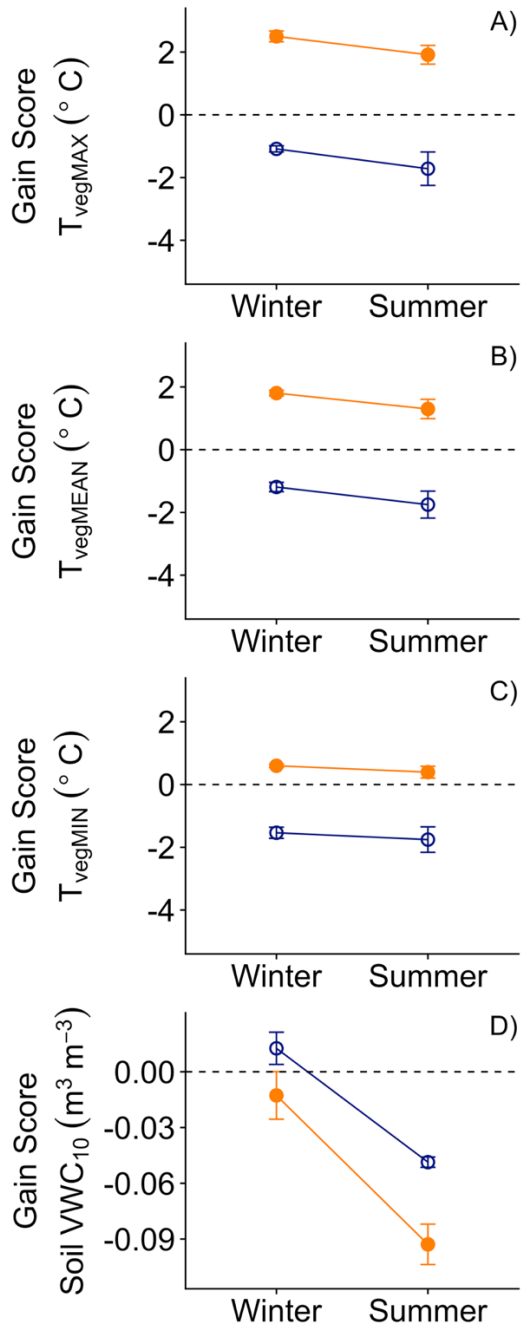 A)
Gain Score
TvegMAX (° C)
2
0
-2
-4
Winter Summer
B)
Gain Score
TvegMEAN (° C)
2
0
-2
-4
Winter Summer
C)
Gain Score
TvegMIN (° C)
2
0
-2
-4
Winter Summer
D)
Gain Score
Soil VWC₁₀ (m³ m⁻³)
0.00
-0.03
-0.06
-0.09
Winter Summer